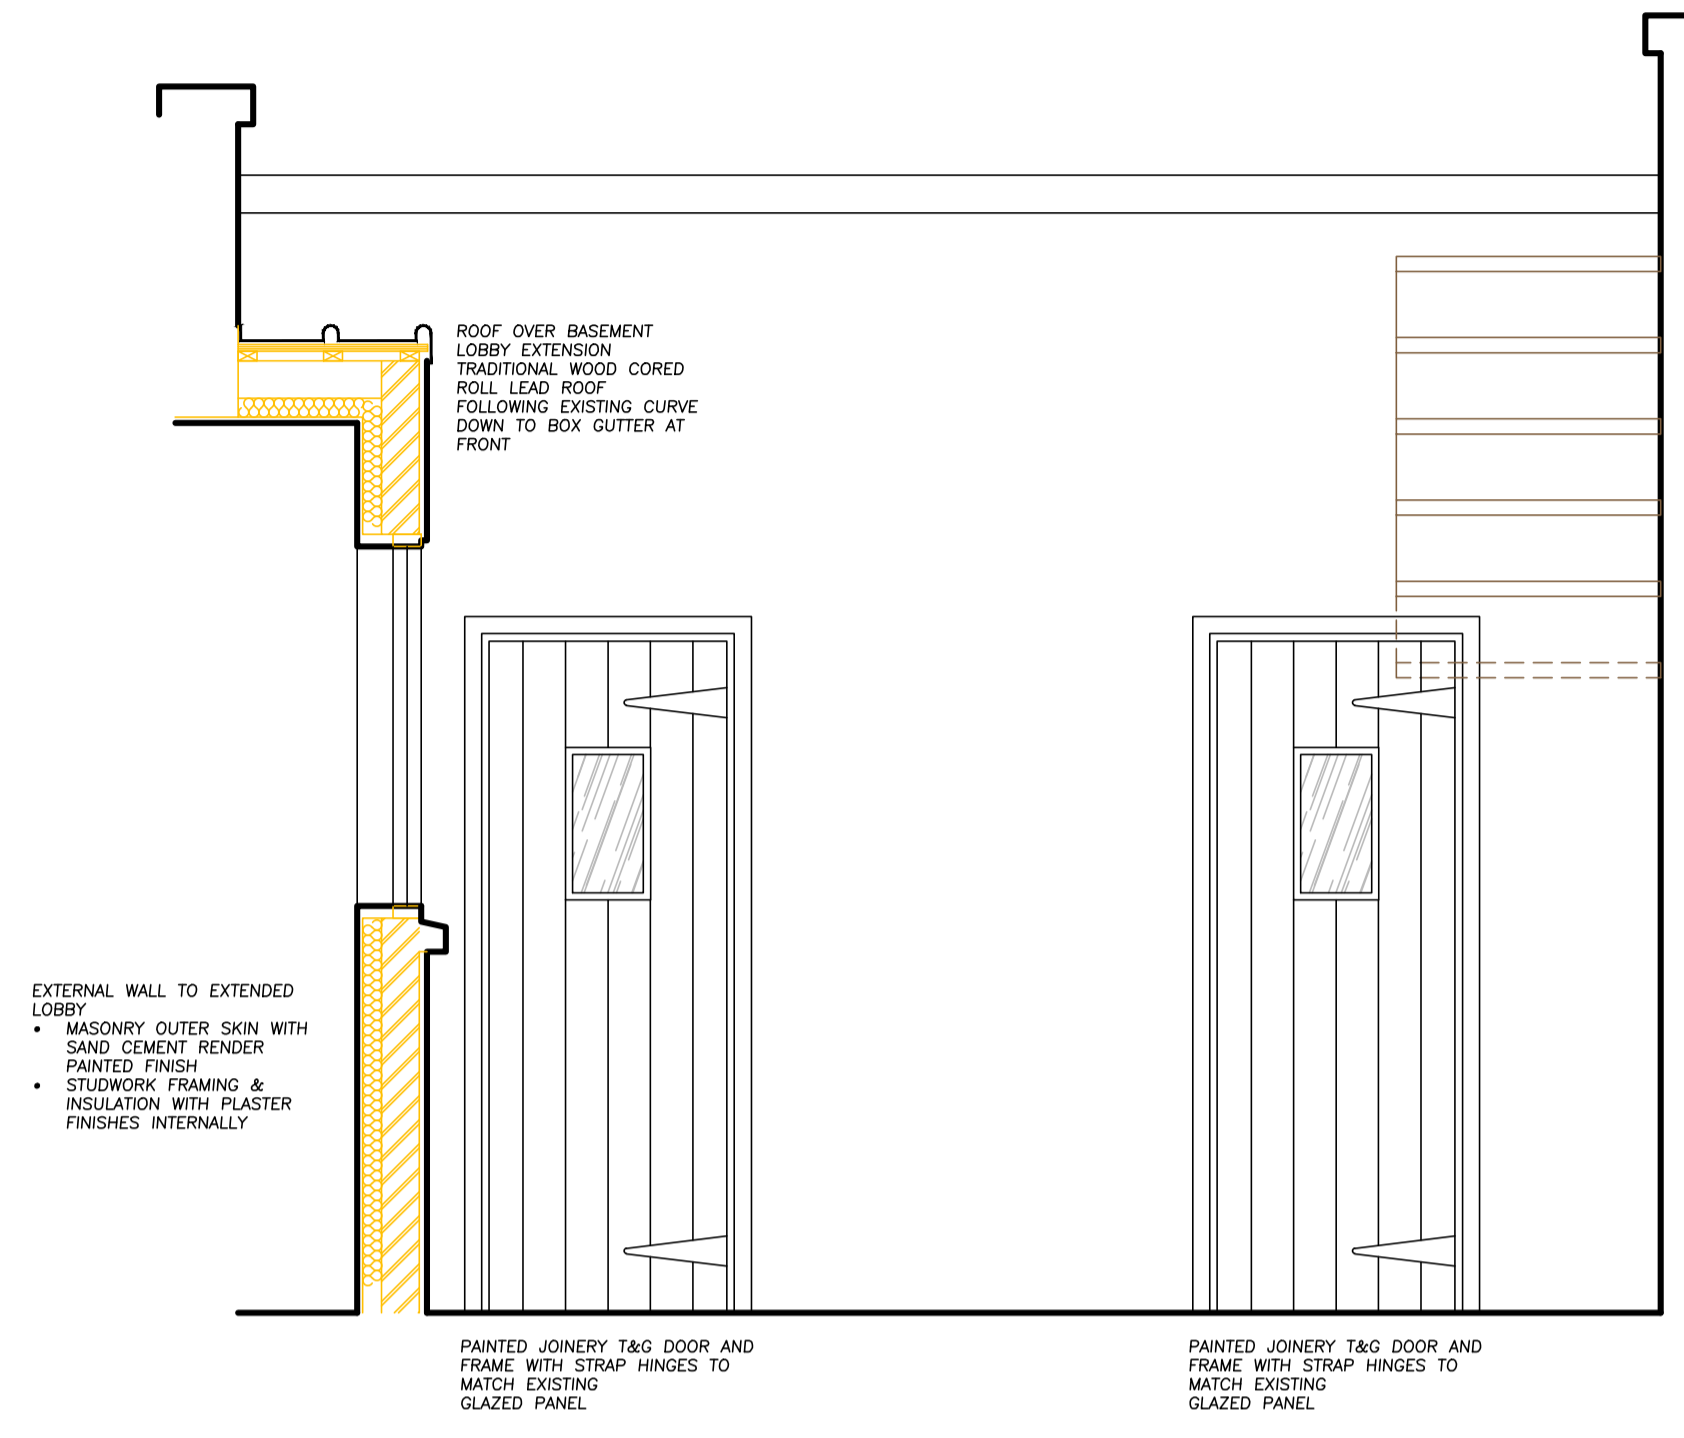 ROOF OVER BASEMENT
LOBBY EXTENSION
TRADITIONAL WOOD CORED
ROLL LEAD ROOF
FOLLOWING EXISTING CURVE
DOWN TO BOX GUTTER AT
FRONT
EXTERNAL WALL TO EXTENDED
LOBBY
• MASONRY OUTER SKIN WITH
SAND CEMENT RENDER
PAINTED FINISH
• STUDWORK FRAMING &
INSULATION WITH PLASTER
FINISHES INTERNALLY
PAINTED JOINERY T&G DOOR AND
FRAME WITH STRAP HINGES TO
MATCH EXISTING
GLAZED PANEL
PAINTED JOINERY T&G DOOR AND
FRAME WITH STRAP HINGES TO
MATCH EXISTING
GLAZED PANEL